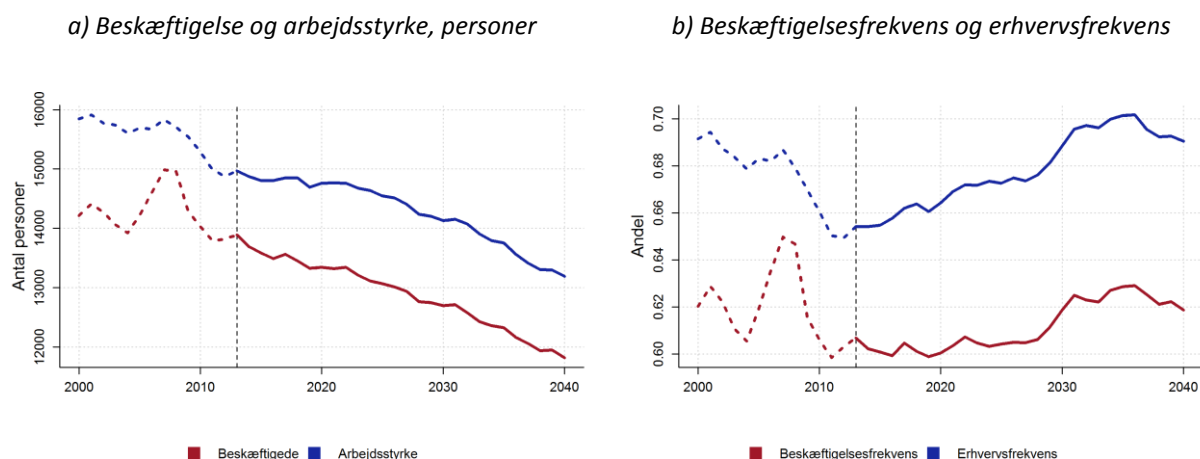 a) Beskæftigelse og arbejdsstyrke, personer
b) Beskæftigelsesfrekvens og erhvervsfrekvens
Antal personer
16000
15000
14000
13000
12000
2000
2010
2020
2030
2040
Beskæftigede
Arbejdsstyrke
Andel
0.70
0.68
0.66
0.64
0.62
0.60
2000
2010
2020
2030
2040
Beskæftigelsesfrekvens
Erhvervsfrekvens